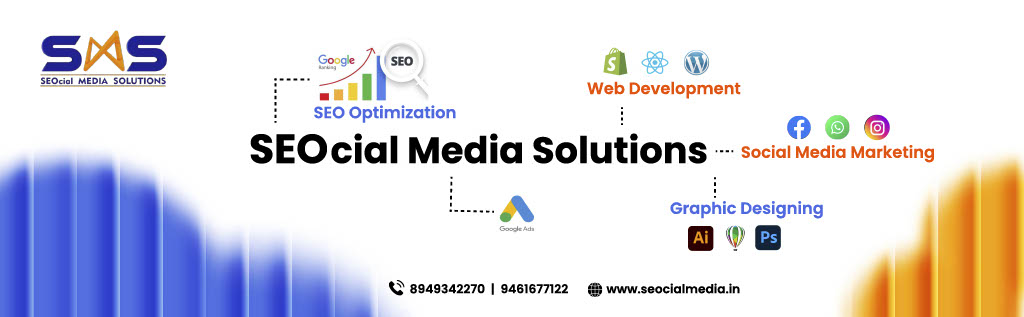 SMS
SEOcial MEDIA SOLUTIONS
Google
Ranking
SEO
SEO Optimization
Web Development
SEOcial Media Solutions
Social Media Marketing
Google Ads
Graphic Designing
Ai
Ps
8949342270 | 9461677122
www.seocialmedia.in